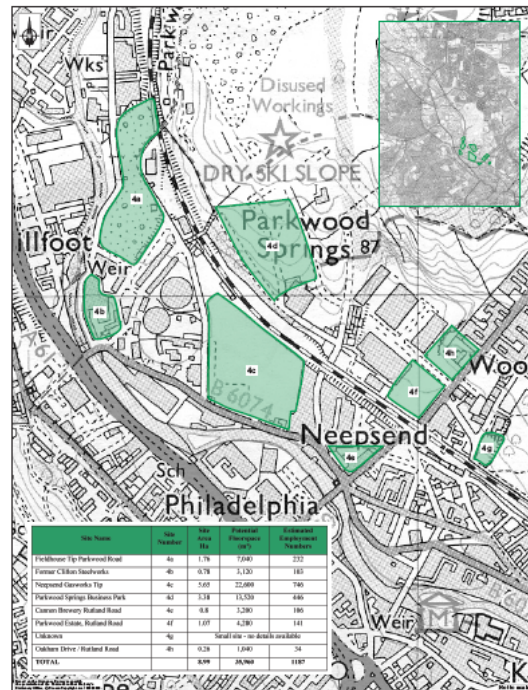 Weir
Parkw
Wks
Disused
Workings
DRY SKI SLOPE
4a
Parkwood
Springs 87
4d
illfoot
Weir
4b
A 61
4c
B 6074
4h
Woo
4f
Neepsend
4e
4g
Sch
Philadelphia
Weir
Site Name Site Number Site Area Ha Potential Floorspace (m²) Estimated Employment Numbers
Fieldhouse Tip Parkwood Road 4a 1.76 7,040 232
Former Clifton Steelworks 4b 0.78 3,120 103
Neepsend Gasworks Tip 4c 5.65 22,600 746
Parkwood Springs Business Park 4d 3.38 13,520 446
Cannon Brewery Rutland Road 4e 0.8 3,200 106
Parkwood Estate, Rutland Road 4f 1.07 4,280 141
Unknown 4g Small site - no details available
Oakham Drive / Rutland Road 4h 0.26 1,040 34
TOTAL 8.99 35,960 1187
M
K